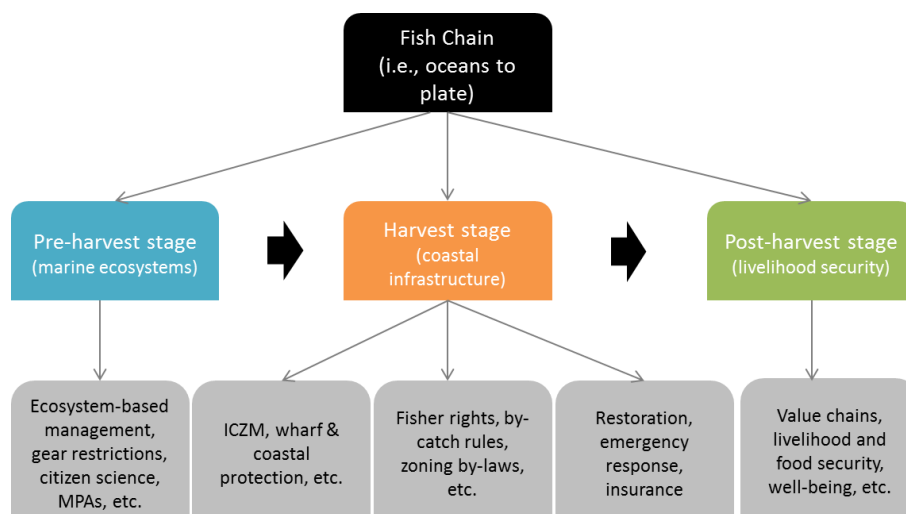 Fish Chain
(i.e., oceans to
plate)
Pre-harvest stage
(marine ecosystems)
Harvest stage
(coastal
infrastructure)
Post-harvest stage
(livelihood security)
Ecosystem-based
management,
gear restrictions,
citizen science,
MPAs, etc.
ICZM, wharf &
coastal
protection, etc.
Fisher rights, by-
catch rules,
zoning by-laws,
etc.
Restoration,
emergency
response,
insurance
Value chains,
livelihood and
food security,
well-being, etc.